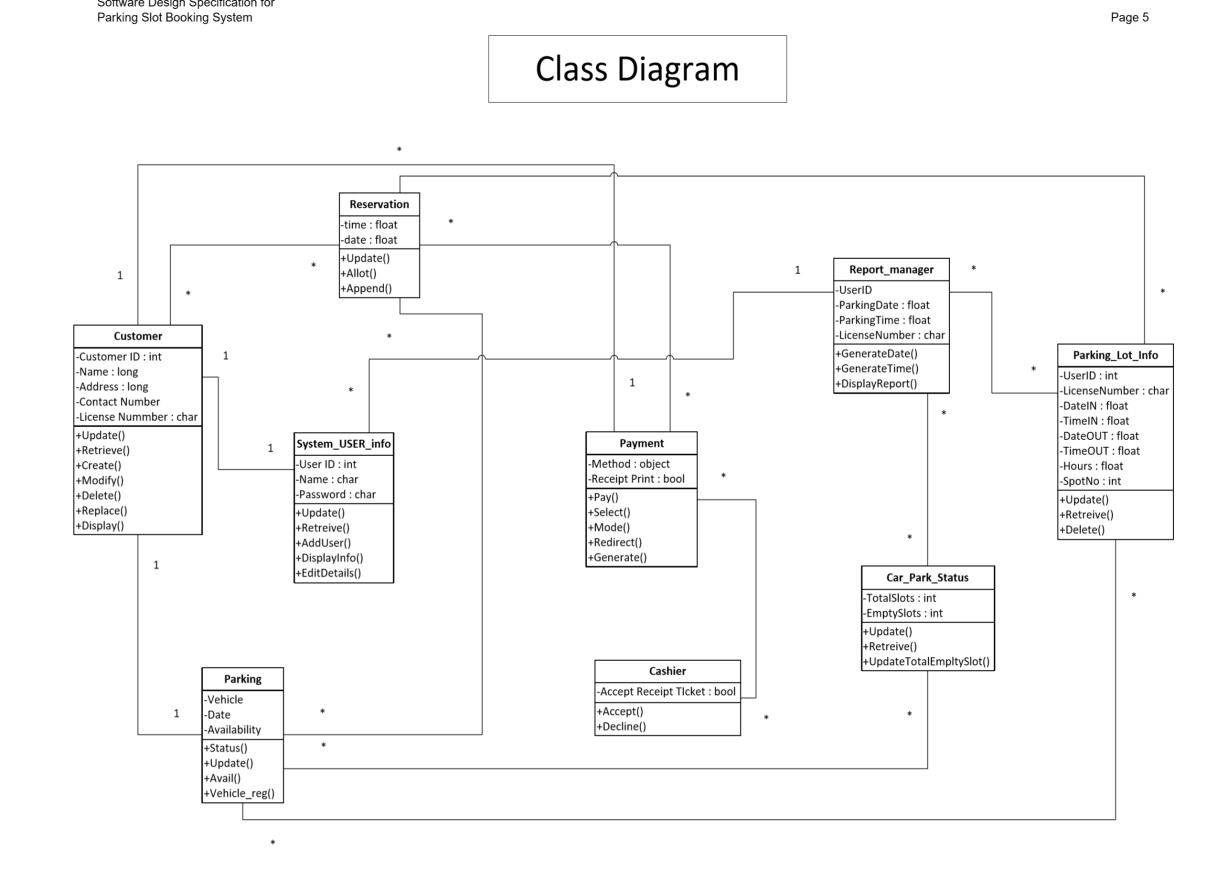 Software Design Specification for
Parking Slot Booking System
Page 5
Class Diagram
*
Reservation
-time : float
-date : float
+Update()
+Allot()
+Append()
*
*
1
*
*
1
Report_manager
-UserID
-ParkingDate : float
-ParkingTime : float
-LicenseNumber : char
+GenerateDate()
+GenerateTime()
+DisplayReport()
*
*
*
*
Customer
-Customer ID : int
-Name : long
-Address : long
-Contact Number
-License Nummber : char
+Update()
+Retrieve()
+Create()
+Modify()
+Delete()
+Replace()
+Display()
1
1
*
System_USER_info
-User ID : int
-Name : char
-Password : char
+Update()
+Retreive()
+AddUser()
+DisplayInfo()
+EditDetails()
1
*
Payment
-Method : object
-Receipt Print : bool
+Pay()
+Select()
+Mode()
+Redirect()
+Generate()
*
Parking_Lot_Info
-UserID : int
-LicenseNumber : char
-DateIN : float
-TimeIN : float
-DateOUT : float
-TimeOUT : float
-Hours : float
-SpotNo : int
+Update()
+Retreive()
+Delete()
*
*
1
Car_Park_Status
-TotalSlots : int
-EmptySlots : int
+Update()
+Retreive()
+UpdateTotalEmpltySlot()
*
Parking
-Vehicle
-Date
-Availability
+Status()
+Update()
+Avail()
+Vehicle_reg()
1
*
*
Cashier
-Accept Receipt TIcket : bool
+Accept()
+Decline()
*
*